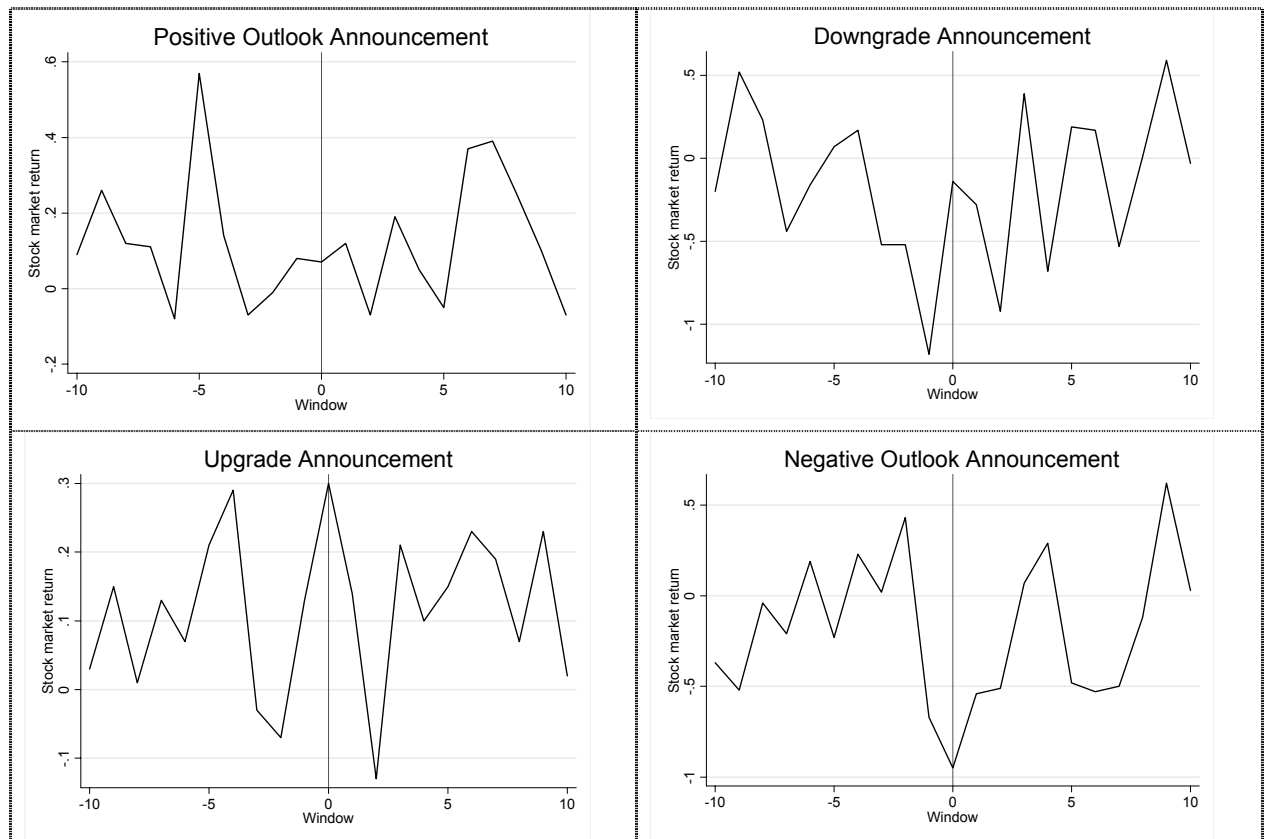 Positive Outlook Announcement
Stock market return
.6
.4
.2
0
-.2
-10 -5 0 5 10
Window
Downgrade Announcement
Stock market return
.5
0
-.5
-1
-10 -5 0 5 10
Window
Upgrade Announcement
Stock market return
.3
.2
.1
0
-.1
-10 -5 0 5 10
Window
Negative Outlook Announcement
Stock market return
.5
0
-.5
-1
-10 -5 0 5 10
Window